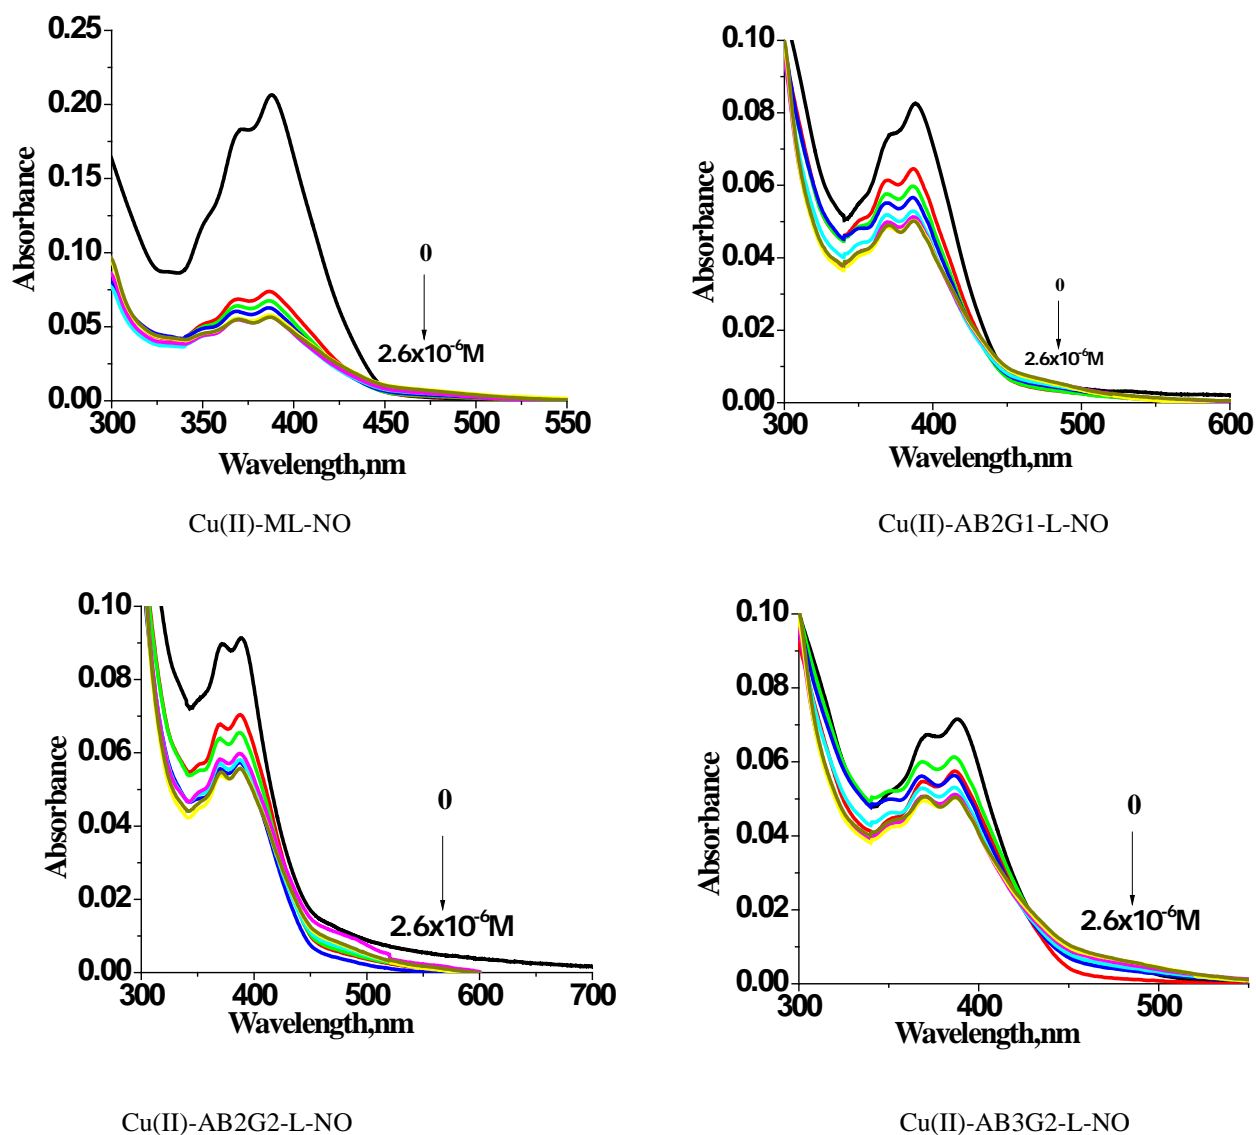 0.25
0.20
0.15
0.10
0.05
0.00
Absorbance
300 350 400 450 500 550
Wavelength,nm
0
2.6x10⁻⁶M
Cu(II)-ML-NO
0.10
0.08
0.06
0.04
0.02
0.00
Absorbance
300 400 500 600
Wavelength,nm
0
2.6x10⁻⁶M
Cu(II)-AB2G1-L-NO
0.10
0.08
0.06
0.04
0.02
0.00
Absorbance
300 400 500 600 700
Wavelength,nm
0
2.6x10⁻⁶M
Cu(II)-AB2G2-L-NO
0.10
0.08
0.06
0.04
0.02
0.00
Absorbance
300 400 500
Wavelength,nm
0
2.6x10⁻⁶M
Cu(II)-AB3G2-L-NO